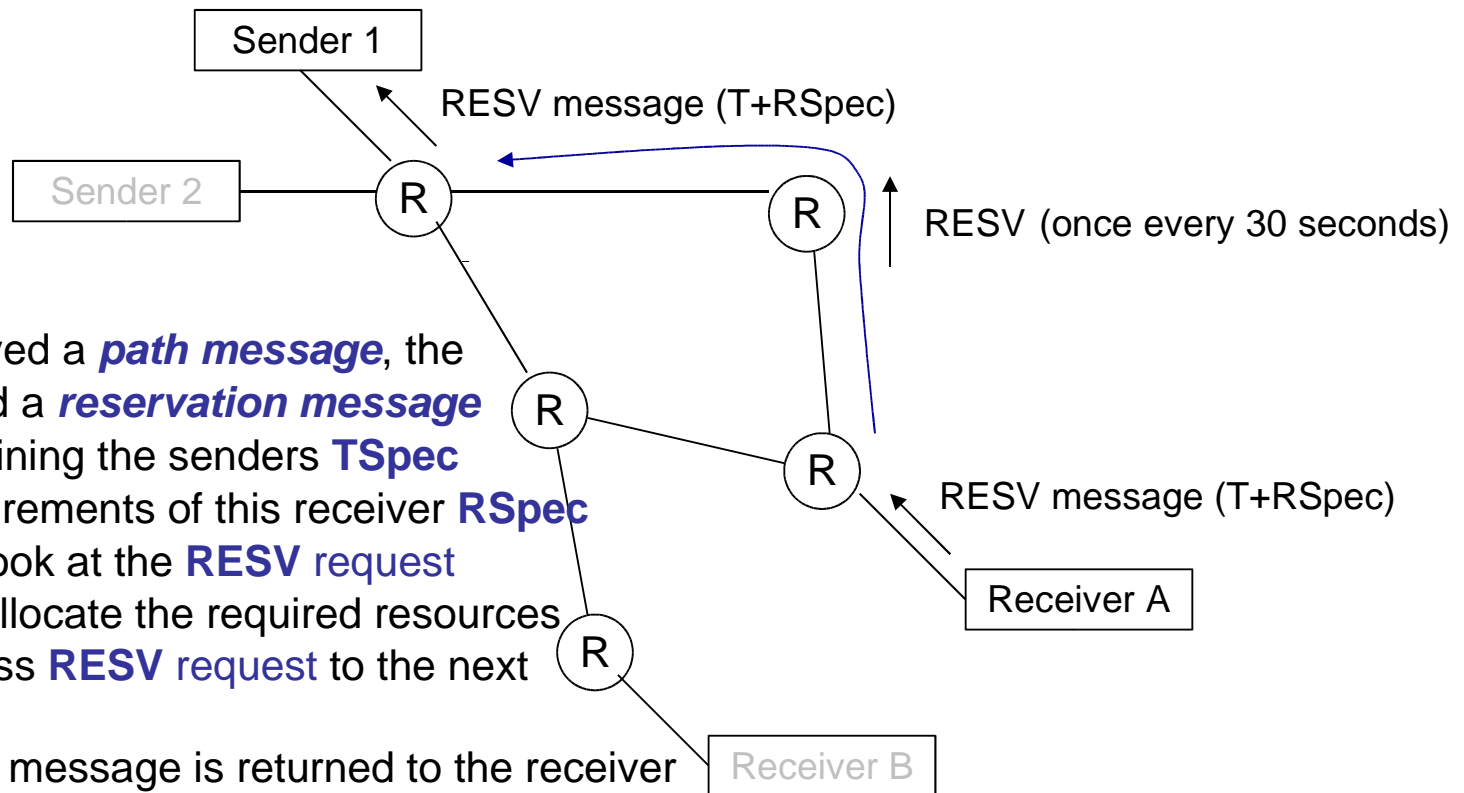 Sender 1
RESV message (T+RSpec)
Sender 2
R
R
RESV (once every 30 seconds)
ved a path message, the
d a reservation message
R
ining the senders TSpec
R
rements of this receiver RSpec
RESV message (T+RSpec)
ook at the RESV request
Receiver A
llocate the required resources
ss RESV request to the next
R
message is returned to the receiver
Receiver B